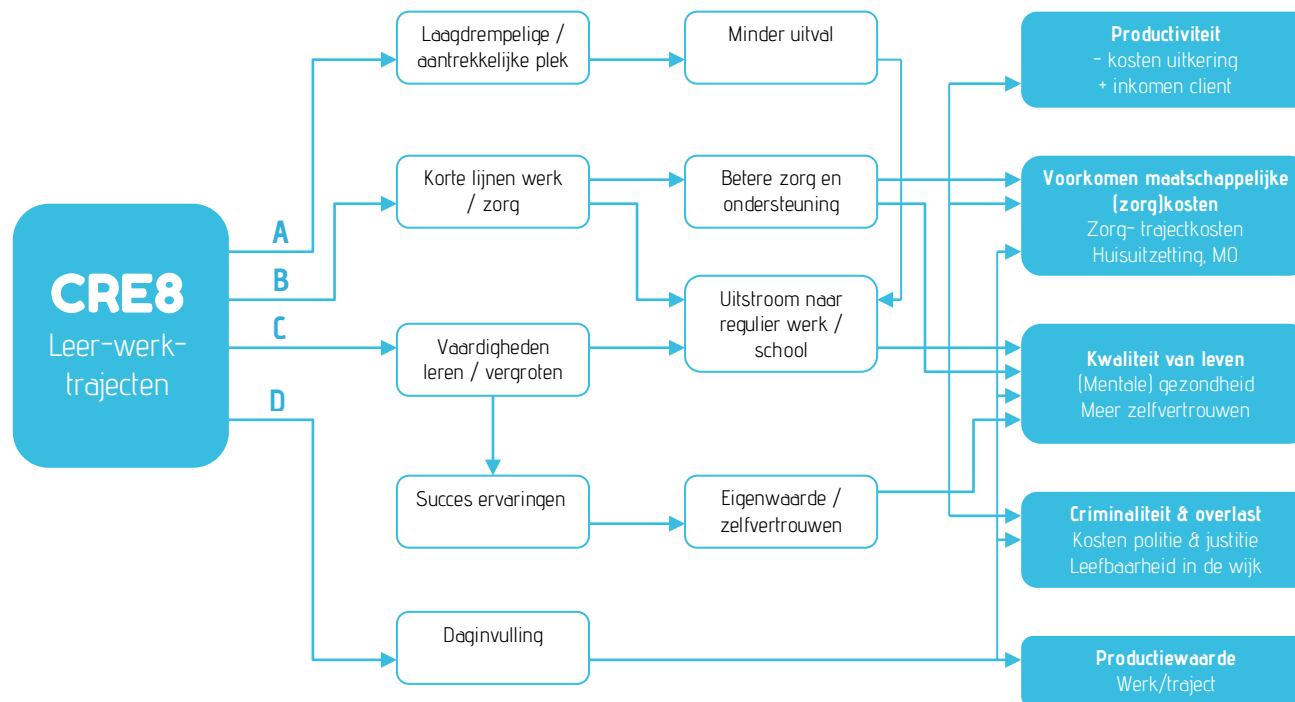 CRE8
Leer-werk-
trajecten
A
B
C
D
Laagdrempelige /
aantrekkelijke plek
Korte lijnen werk
/ zorg
Vaardigheden
leren / vergroten
Succes ervaringen
Daginvulling
Minder uitval
Betere zorg en
ondersteuning
Uitstroom naar
regulier werk /
school
Eigenwaarde /
zelfvertrouwen
Productiviteit
- kosten uitkering
+ inkomen client
Voorkomen maatschappelijke
(zorg)kosten
Zorg- trajectkosten
Huisuitzetting, MO
Kwaliteit van leven
(Mentale) gezondheid
Meer zelfvertrouwen
Criminaliteit & overlast
Kosten politie & justitie
Leefbaarheid in de wijk
Productiewaarde
Werk/traject